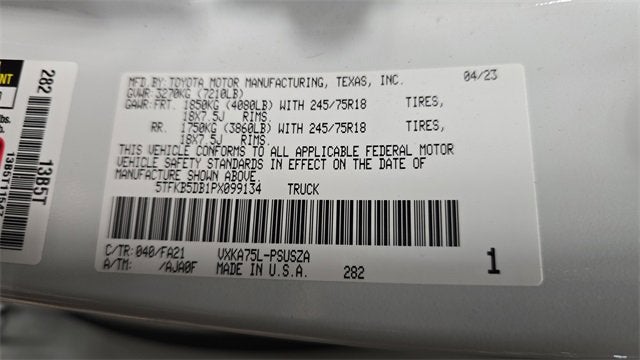 MFD.BY:TOYOTA MOTOR MANUFACTURING, TEXAS, INC. 04/23
GVWR 3270KG (7210LB)
GAWR:FRT. 1850KG (4080LB) WITH 245/75R18 TIRES,
18X7.5J RIMS.
RR. 1750KG (3860LB) WITH 245/75R18 TIRES,
18X7.5J RIMS.
THIS VEHICLE CONFORMS TO ALL APPLICABLE FEDERAL MOTOR
VEHICLE SAFETY STANDARDS IN EFFECT ON THE DATE OF
MANUFACTURE SHOWN ABOVE.
5TFKB5DB1PX099134 TRUCK
C/TR:040/FA21 VXKA75L-PSUSZA
A/TM: /AJA0F MADE IN U.S.A. 282 1
282 13B5T